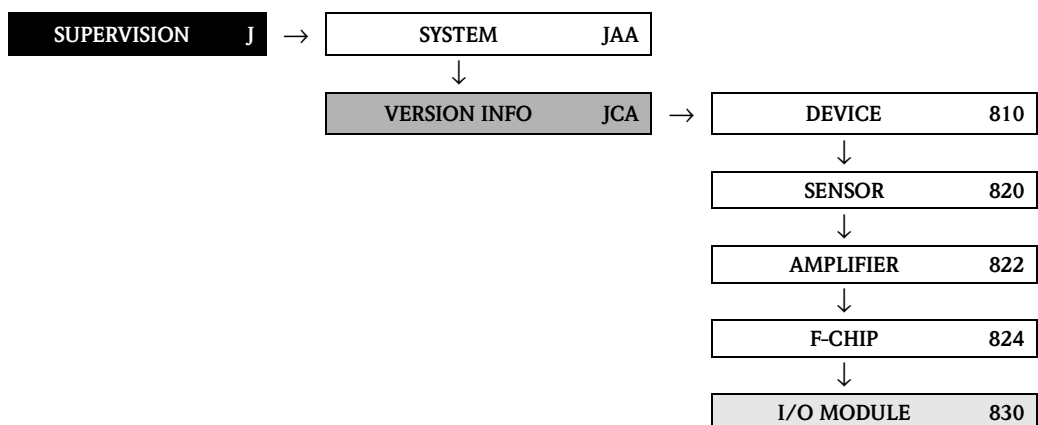 SUPERVISION J → SYSTEM JAA
↓
VERSION INFO JCA → DEVICE 810
↓
SENSOR 820
↓
AMPLIFIER 822
↓
F-CHIP 824
↓
I/O MODULE 830